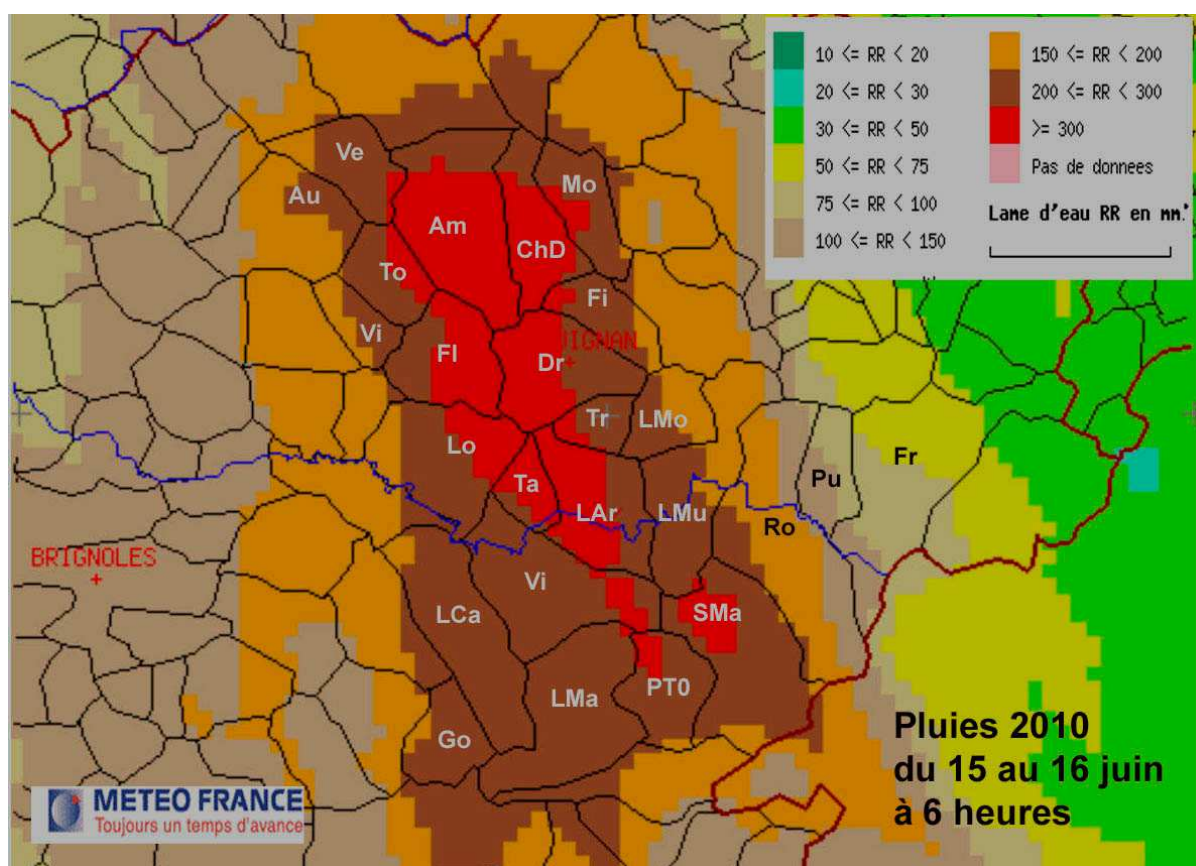 10 <= RR < 20
20 <= RR < 30
30 <= RR < 50
50 <= RR < 75
75 <= RR < 100
100 <= RR < 150
150 <= RR < 200
200 <= RR < 300
>= 300
Pas de donnees
Lame d'eau RR en mm.
Ve
Au
Mo
Am
ChD
To
Fi
Vi
Fl
UIGNAN
Dr
Tr
LMo
Lo
Fr
Pu
Ta
LAr
LMu
Ro
BRIGNOLES
Vi
LCa
SMa
LMa
PT0
Go
Pluies 2010
du 15 au 16 juin
à 6 heures
METEO FRANCE
Toujours un temps d'avance